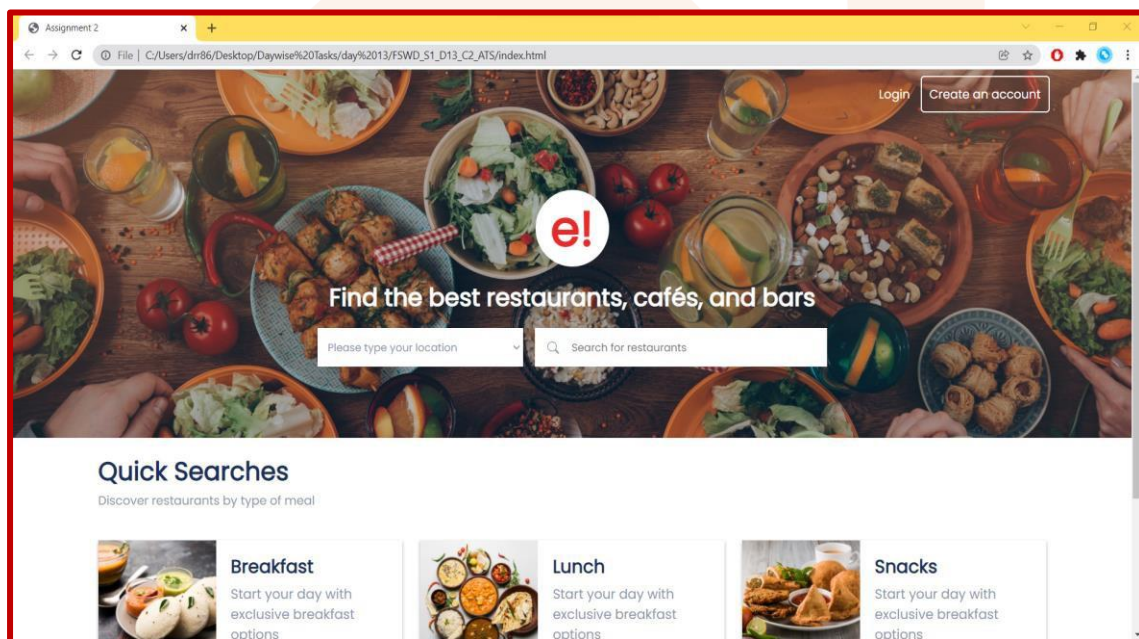 Assignment 2
File | C:/Users/drr86/Desktop/Daywise%20Tasks/day%2013/FSWD_S1_D13_C2_ATS/index.html
Login Create an account
e!
Find the best restaurants, cafés, and bars
Please type your location Search for restaurants
Quick Searches
Discover restaurants by type of meal
Breakfast
Start your day with
exclusive breakfast
options
Lunch
Start your day with
exclusive breakfast
options
Snacks
Start your day with
exclusive breakfast
options